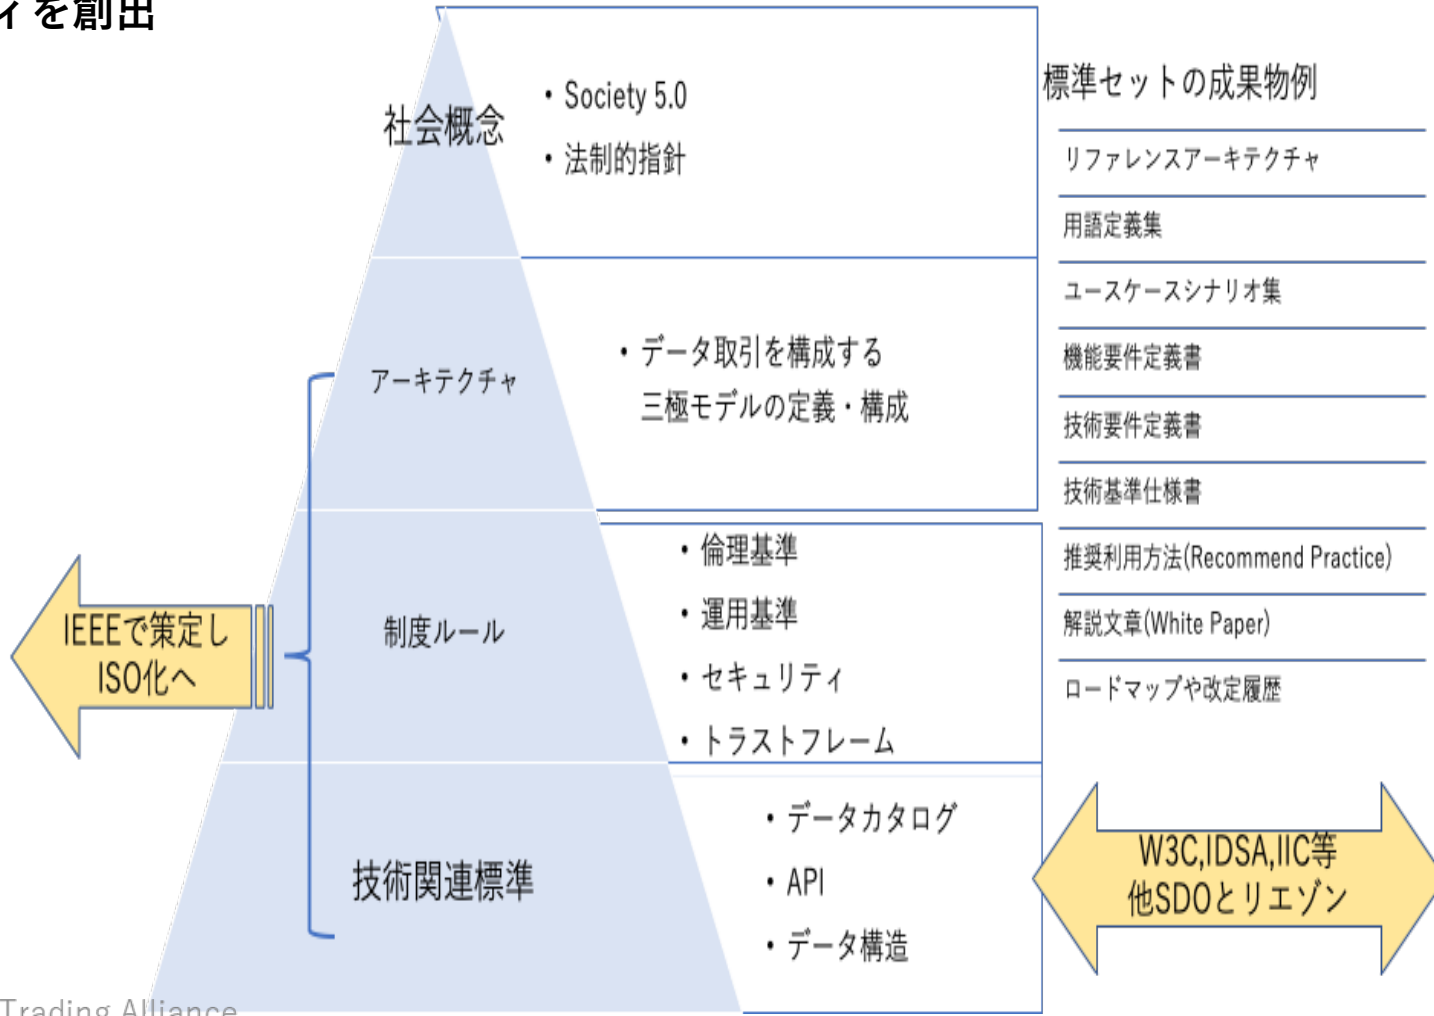 ィを創出
社会概念
・Society 5.0
・法制的指針
アーキテクチャ
・データ取引を構成する
三極モデルの定義・構成
制度ルール
・倫理基準
・運用基準
・セキュリティ
・トラストフレーム
技術関連標準
・データカタログ
・API
・データ構造
IEEEで策定し
ISO化へ
標準セットの成果物例
リファレンスアーキテクチャ
用語定義集
ユースケースシナリオ集
機能要件定義書
技術要件定義書
技術基準仕様書
推奨利用方法(Recommend Practice)
解説文章(White Paper)
ロードマップや改定履歴
W3C,IDSA,IIC等
他SDOとリエゾン
Trading Alliance